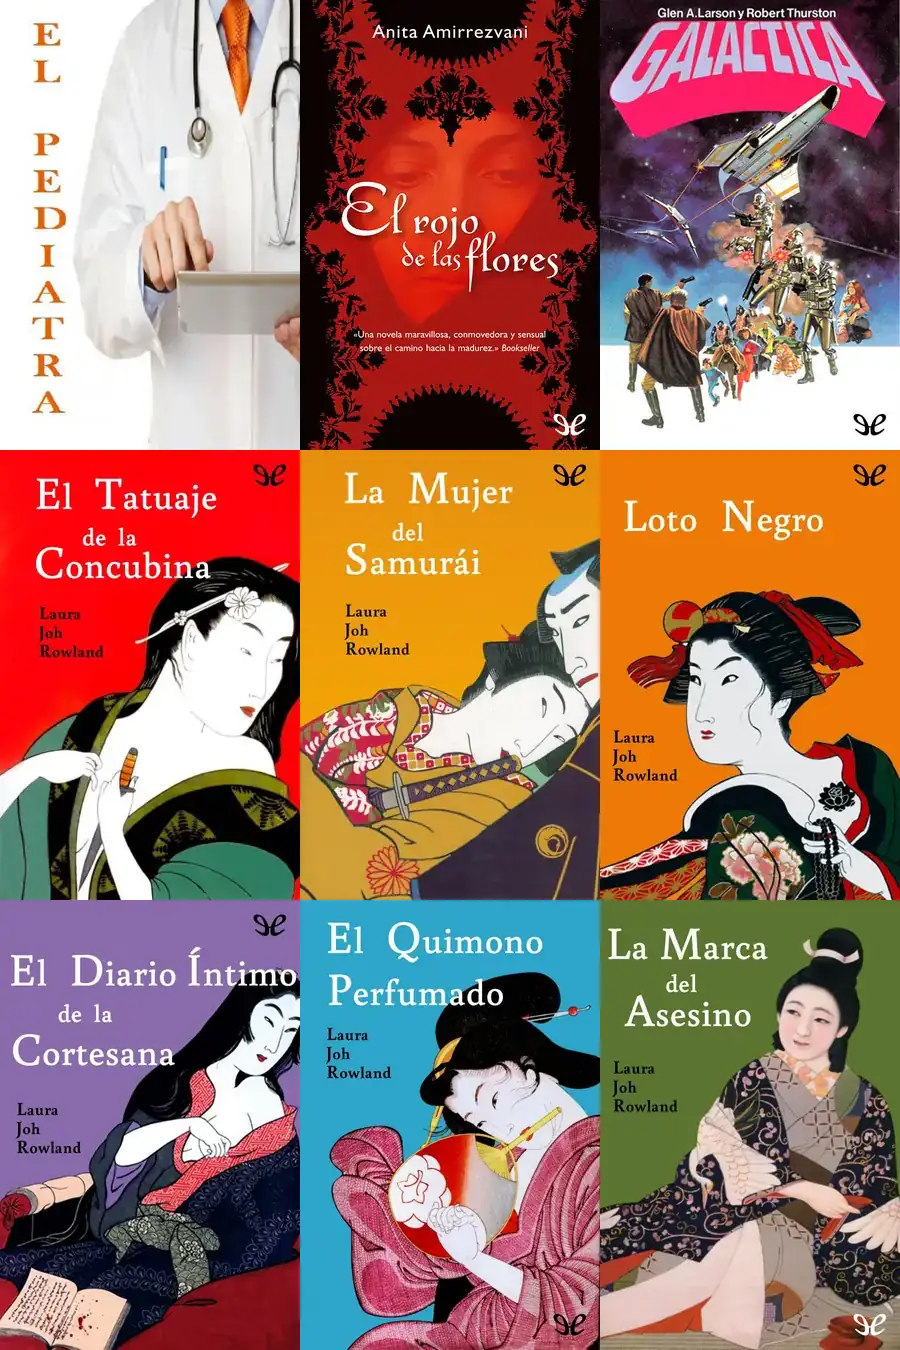 EL PEDIATRA
Anita Amirrezvani
El rojo
de las
flores
«Una novela maravillosa, conmovedora y sensual
sobre el camino hacia la madurez.» Bookseller
Glen A. Larson y Robert Thurston
GALACTICA
El Tatuaje
de la
Concubina
Laura
Joh
Rowland
La Mujer
del
Samurái
Laura
Joh
Rowland
Loto Negro
Laura
Joh
Rowland
El Diario Íntimo
de la
Cortesana
Laura
Joh
Rowland
El Quimono
Perfumado
Laura
Joh
Rowland
La Marca
del
Asesino
Laura
Joh
Rowland